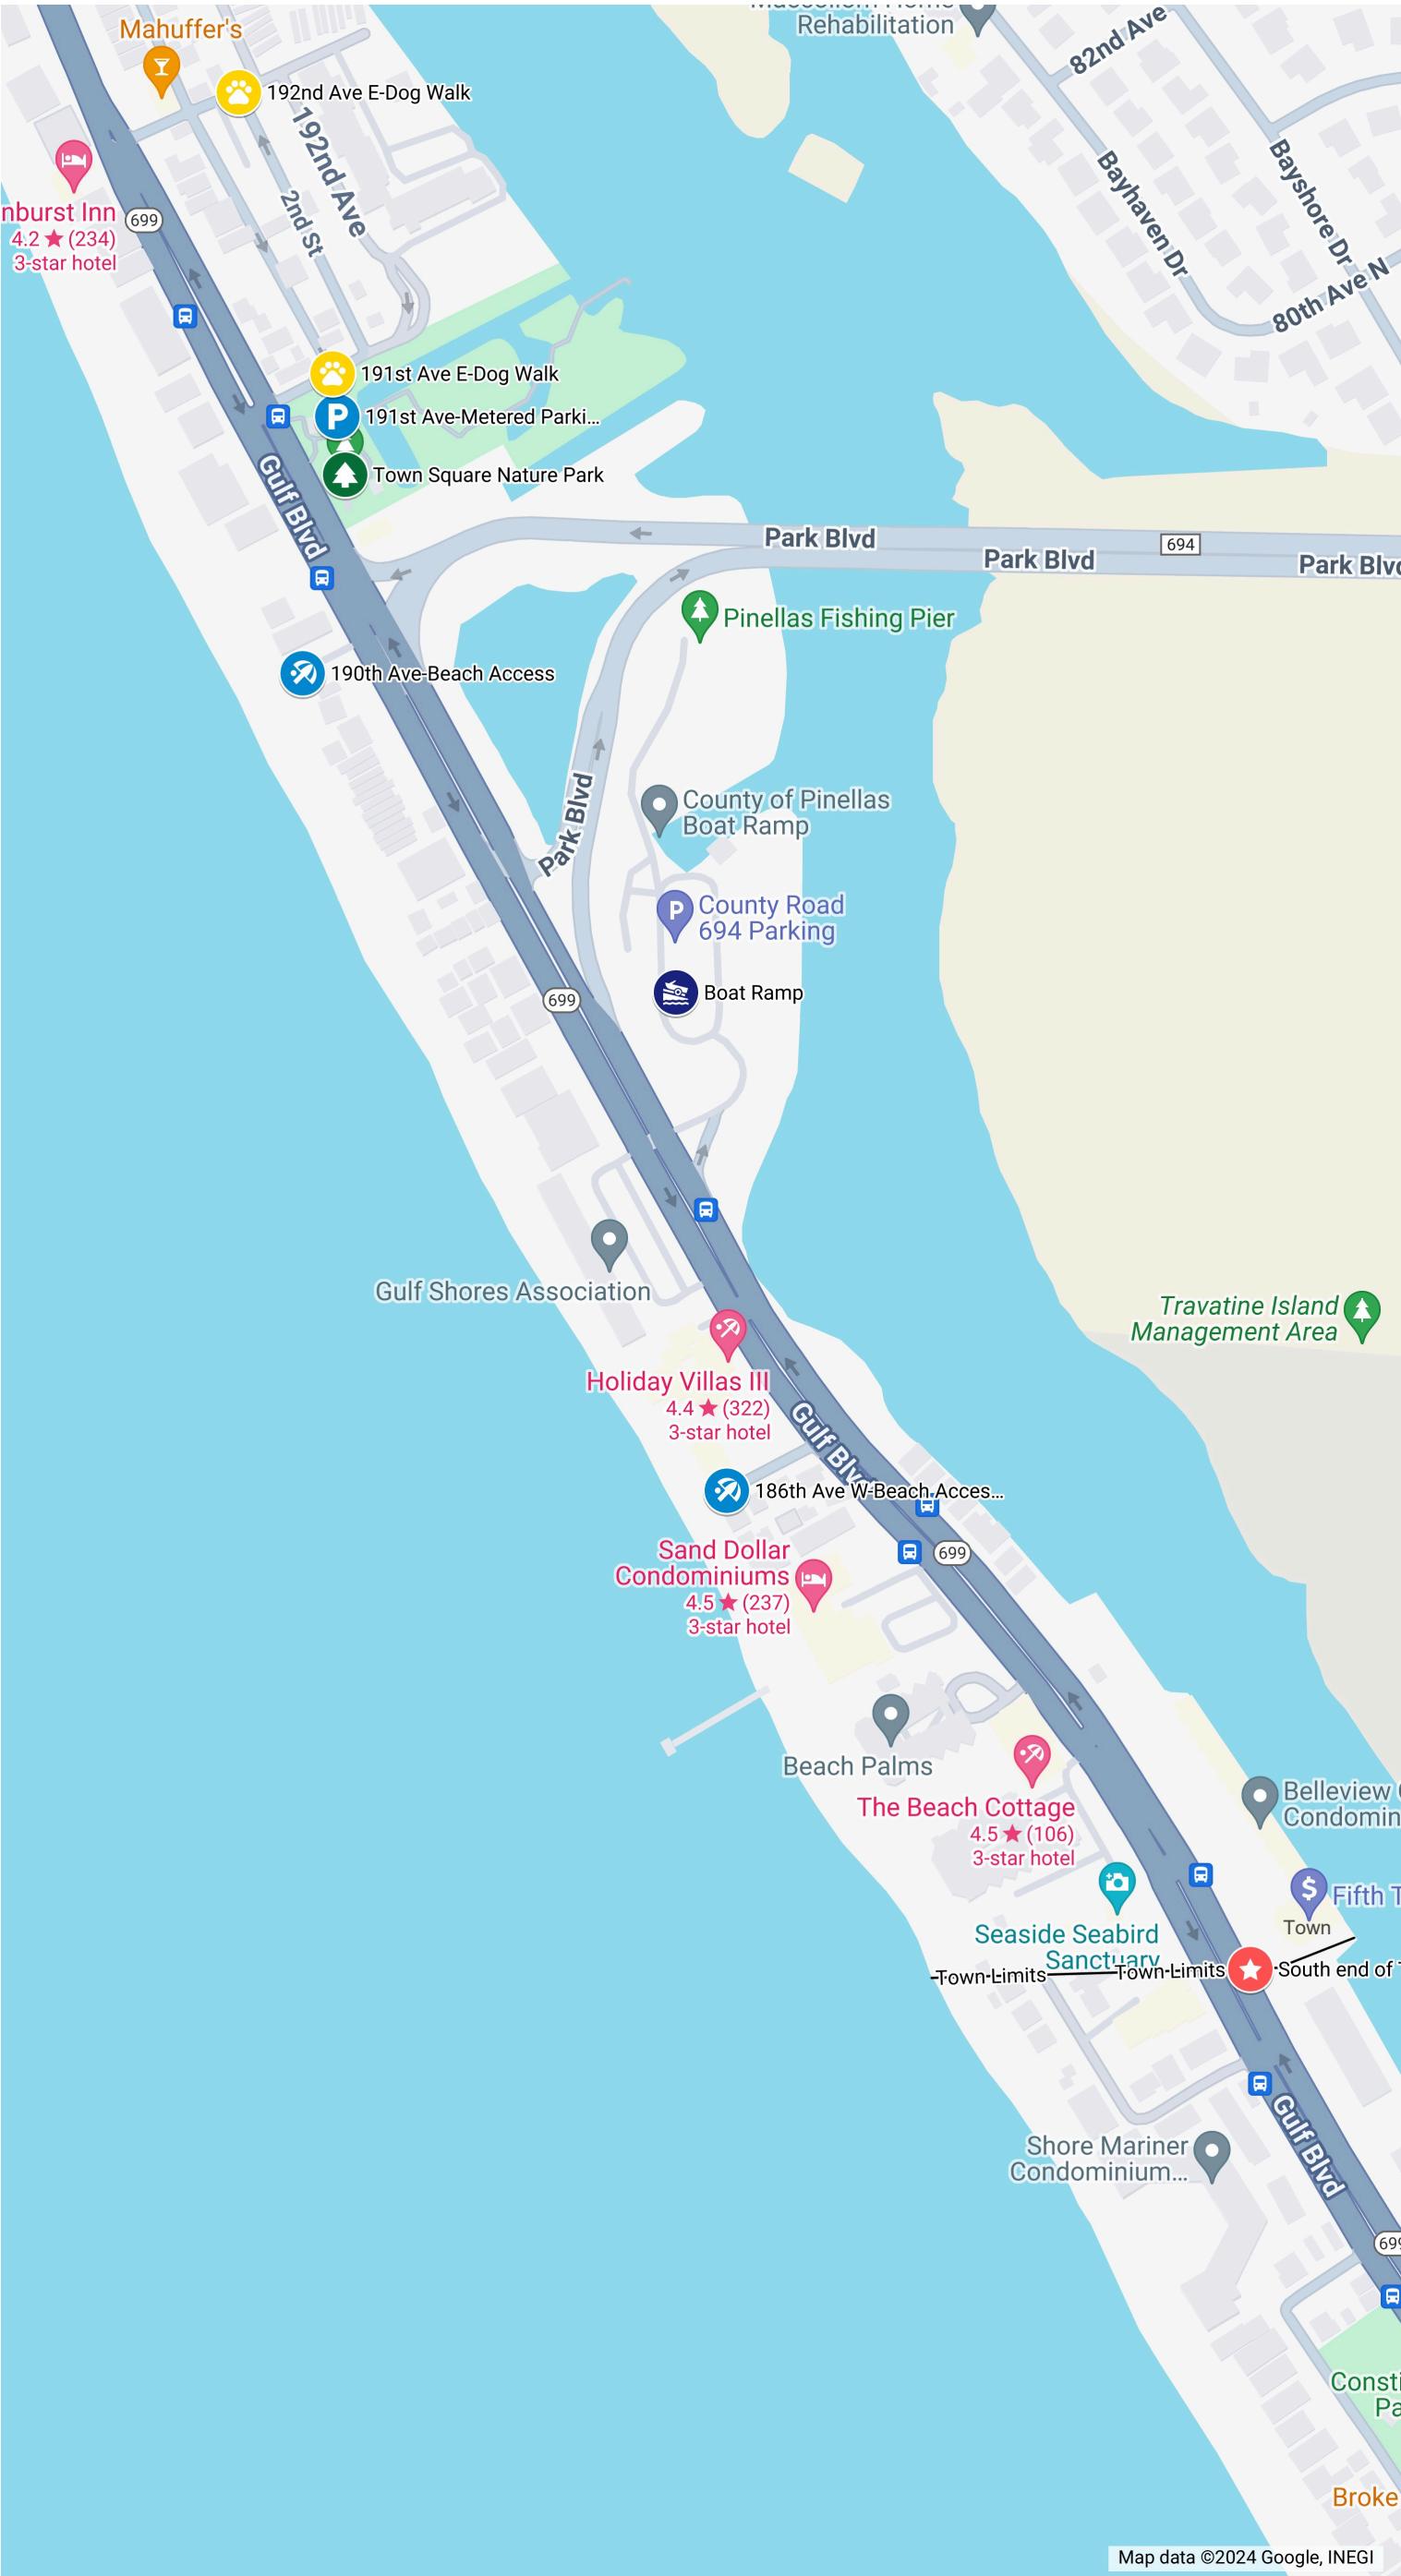 Rehabilitation
82nd Ave
Mahuffer's
192nd Ave E-Dog Walk
192nd Ave
Bayhaven Dr
Bayshore Dr
nburst Inn
4.2 ★ (234)
3-star hotel
699
2nd St
80th Ave N
191st Ave E-Dog Walk
P 191st Ave-Metered Parki...
Town Square Nature Park
Gulf Blvd
Park Blvd
694
Park Blvd
Park Blvd
Pinellas Fishing Pier
190th Ave-Beach Access
Park Blvd
County of Pinellas
Boat Ramp
P
County Road
694 Parking
Boat Ramp
699
Gulf Shores Association
Travatine Island
Management Area
Holiday Villas III
4.4 ★ (322)
3-star hotel
Gulf Blvd
186th Ave W-Beach Acces...
Sand Dollar
Condominiums
4.5 ★ (237)
3-star hotel
699
Beach Palms
The Beach Cottage
4.5 ★ (106)
3-star hotel
Belleview
Condomin
$ Fifth T
Town
Seaside Seabird
Sanctuary
Town Limits
Town Limits
South end of T
Gulf Blvd
Shore Mariner
Condominium...
699
Consti
Pa
Broke
Map data ©2024 Google, INEGI